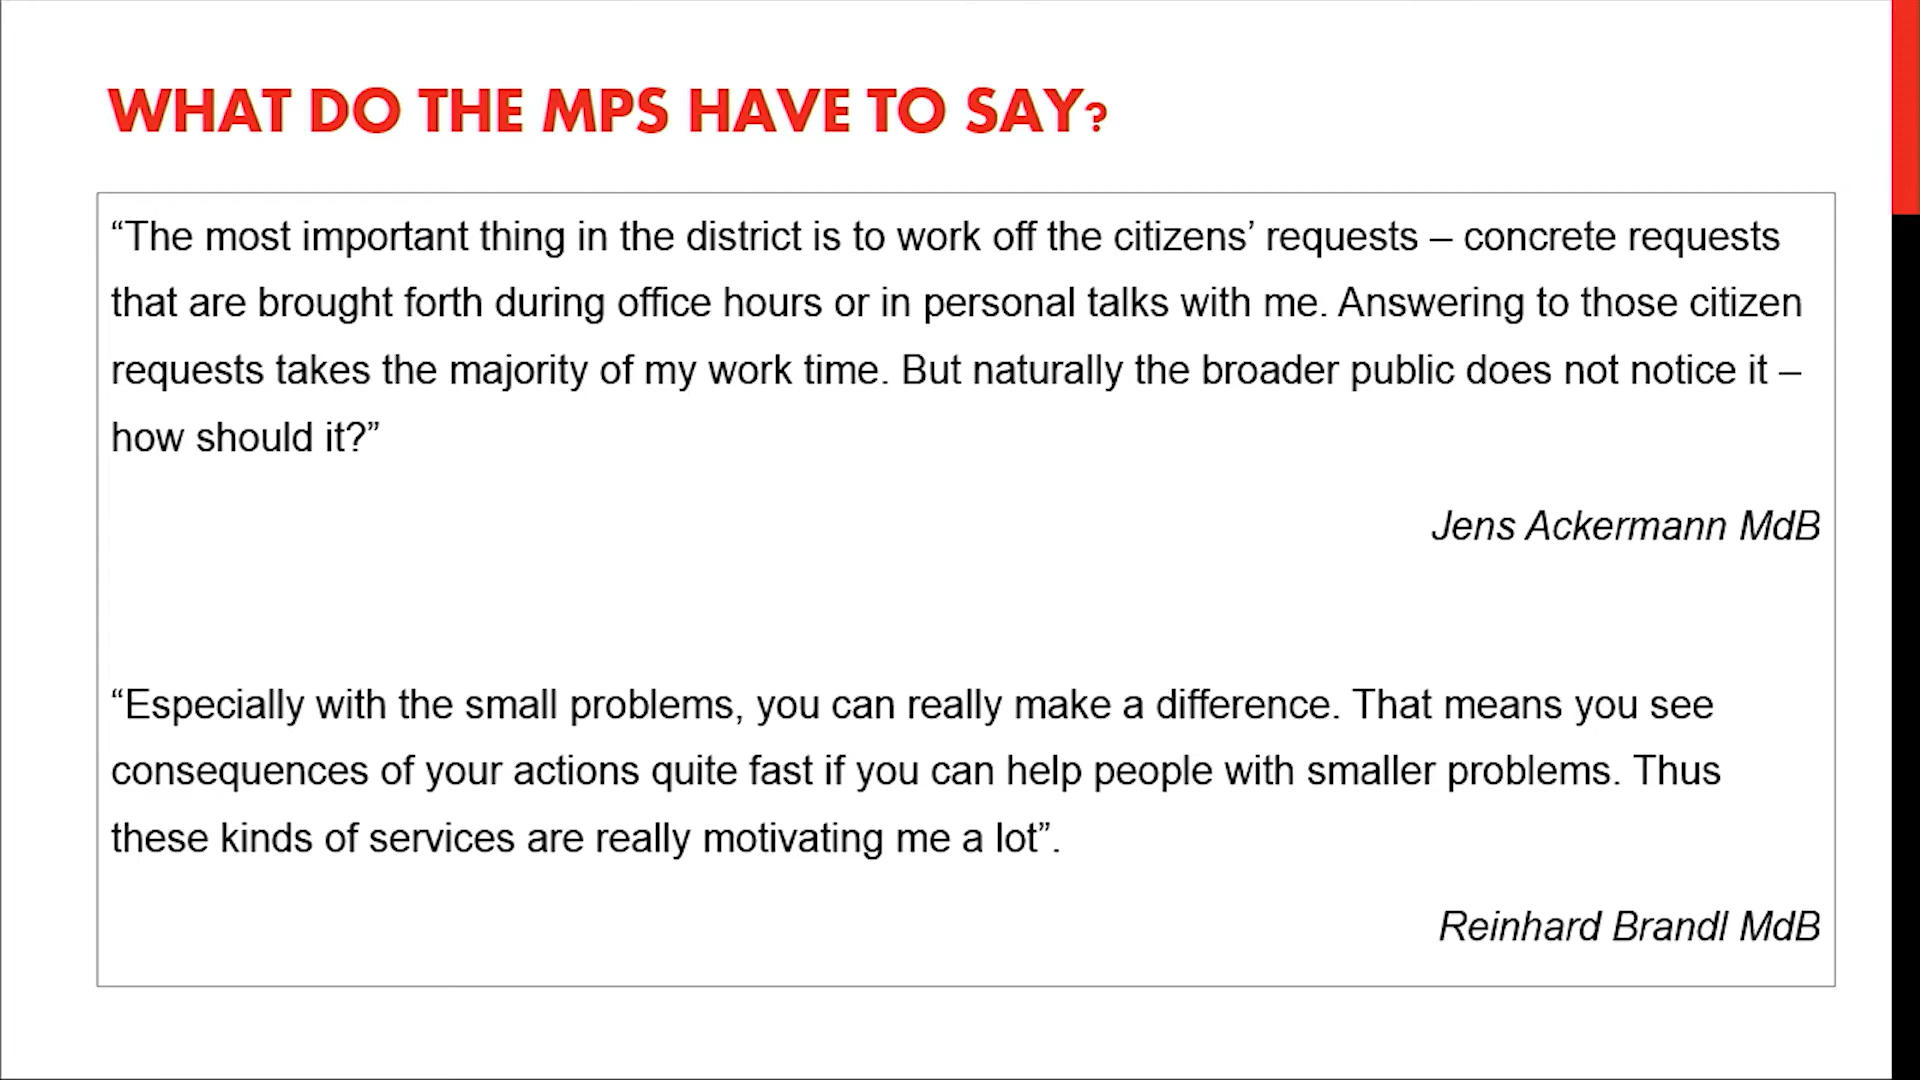 WHAT DO THE MPS HAVE TO SAY?
“The most important thing in the district is to work off the citizens’ requests – concrete requests
that are brought forth during office hours or in personal talks with me. Answering to those citizen
requests takes the majority of my work time. But naturally the broader public does not notice it –
how should it?”
Jens Ackermann MdB
“Especially with the small problems, you can really make a difference. That means you see
consequences of your actions quite fast if you can help people with smaller problems. Thus
these kinds of services are really motivating me a lot”.
Reinhard Brandl MdB